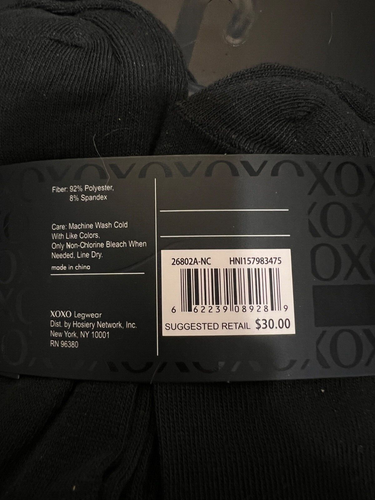 XOXOXOXOXOX
Fiber: 92% Polyester,
8% Spandex
Care: Machine Wash Cold
With Like Colors.
Only Non-Chlorine Bleach When
Needed. Line Dry.
made in china
XOXO Legwear
Dist. by Hosiery Network, Inc.
New York, NY 10001
RN 96380
26802A-NC HNI157983475
6 62239 08928 9
SUGGESTED RETAIL $30.00